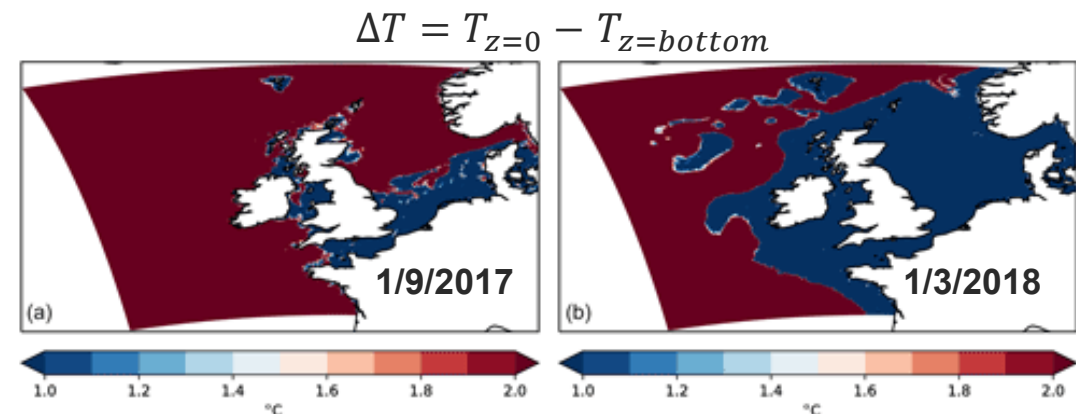 ΔT = T_{z=0} − T_{z=bottom}
1/9/2017
(a)
1/3/2018
(b)
1.0 1.2 1.4 1.6 1.8 2.0
°C
1.0 1.2 1.4 1.6 1.8 2.0
°C